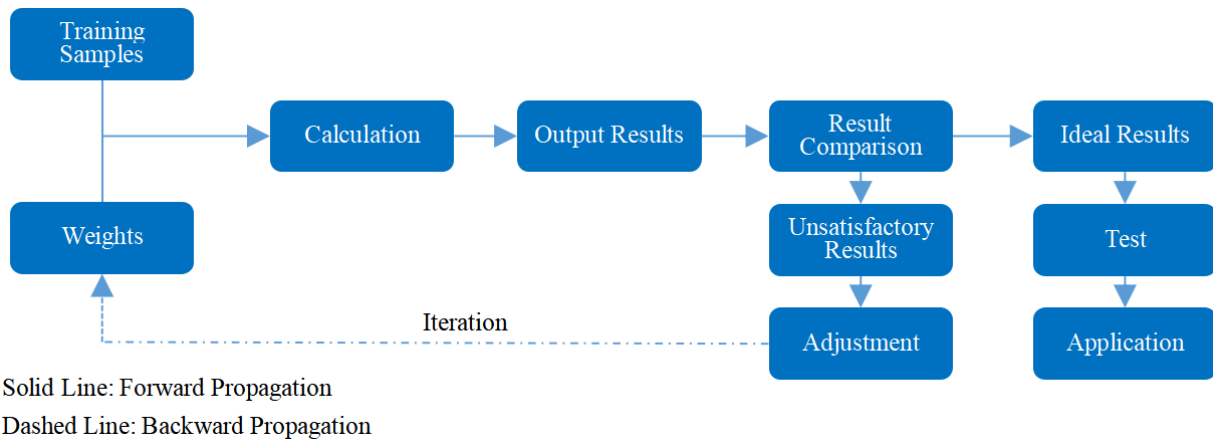 Training
Samples
Calculation
Output Results
Result
Comparison
Ideal Results
Weights
Unsatisfactory
Results
Test
Iteration
Adjustment
Application
Solid Line: Forward Propagation
Dashed Line: Backward Propagation